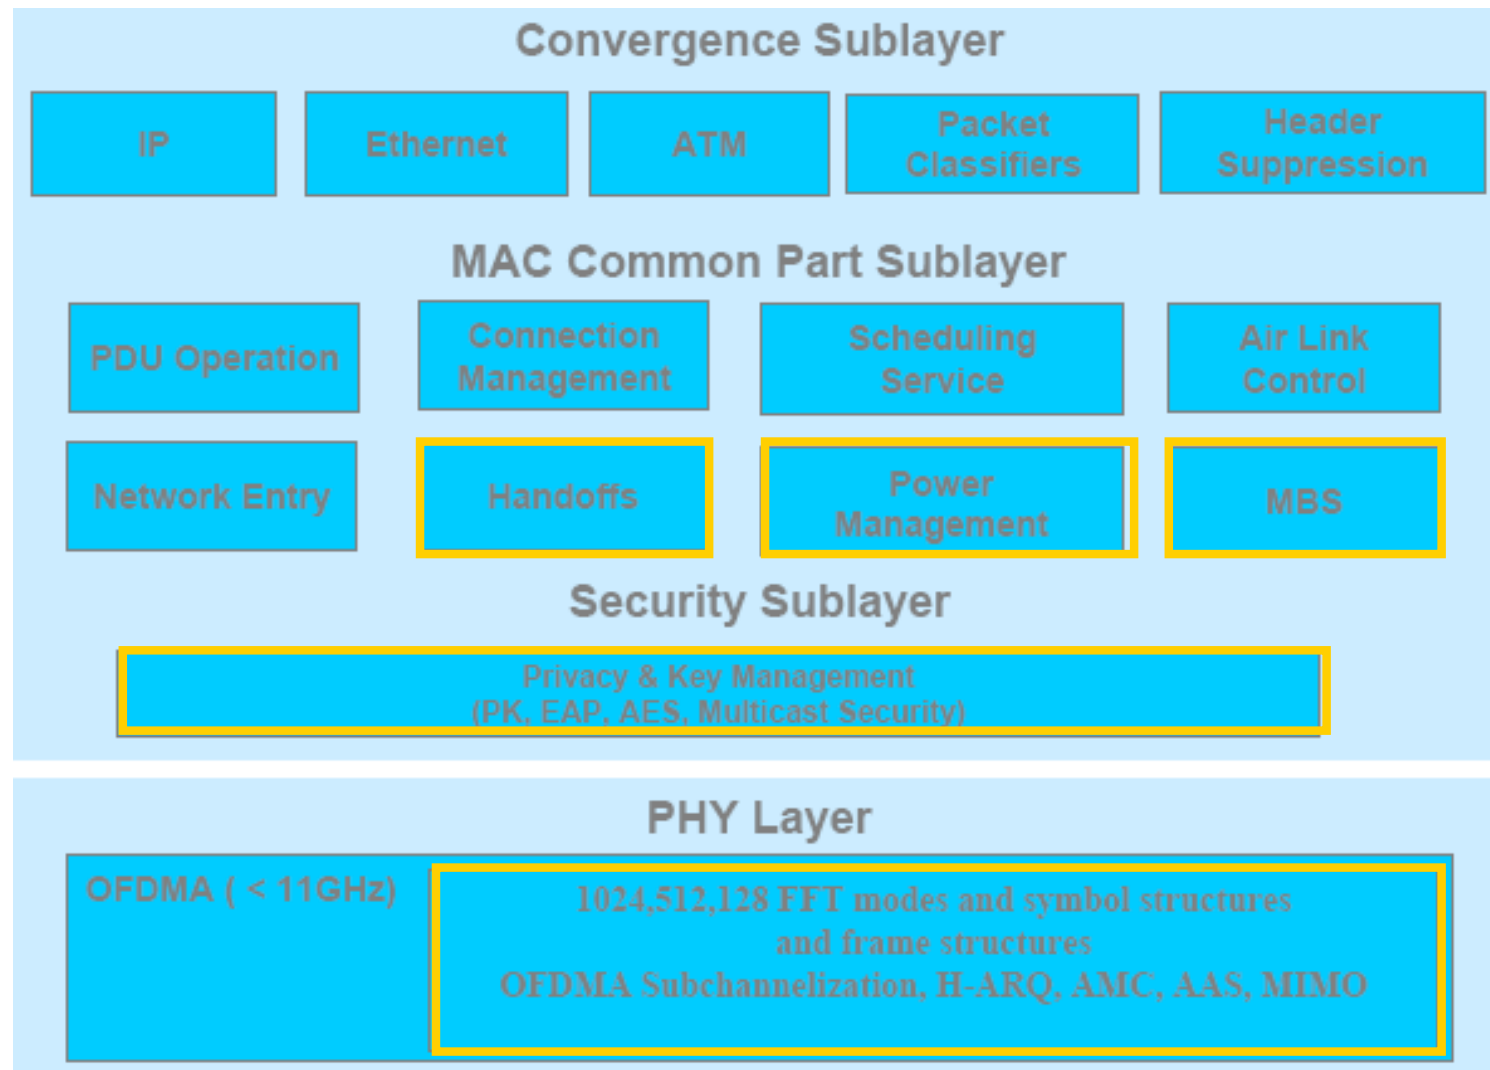 Convergence Sublayer
IP
Ethernet
ATM
Packet
Classifiers
Header
Suppression
MAC Common Part Sublayer
PDU Operation
Connection
Management
Scheduling
Service
Air Link
Control
Network Entry
Handoffs
Power
Management
MBS
Security Sublayer
Privacy & Key Management
(PK, EAP, AES, Multicast Security)
PHY Layer
OFDMA ( < 11GHz)
1024,512,128 FFT modes and symbol structures
and frame structures
OFDMA Subchannelization, H-ARQ, AMC, AAS, MIMO